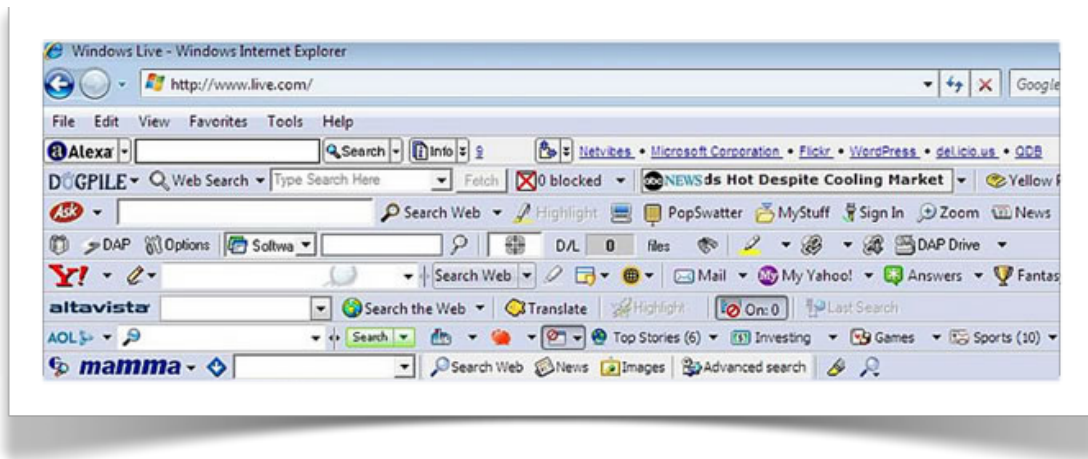 Windows Live - Windows Internet Explorer
http://www.live.com/ Google
File Edit View Favorites Tools Help
Alexa Search Info 9 Netvibes • Microsoft Corporation • Flickr • WordPress • del.icio.us • QDB
DOGPILE Web Search Type Search Here Fetch 0 blocked abc NEWS ds Hot Despite Cooling Market Yellow
Ask Search Web Highlight PopSwatter MyStuff Sign In Zoom News
DAP Options Softwa D/L 0 files DAP Drive
Y! Search Web Mail My Yahoo! Answers Fantas
altavista Search the Web Translate Highlight On: 0 Last Search
AOL Search Top Stories (6) Investing Games Sports (10)
mamma Search Web News Images Advanced search